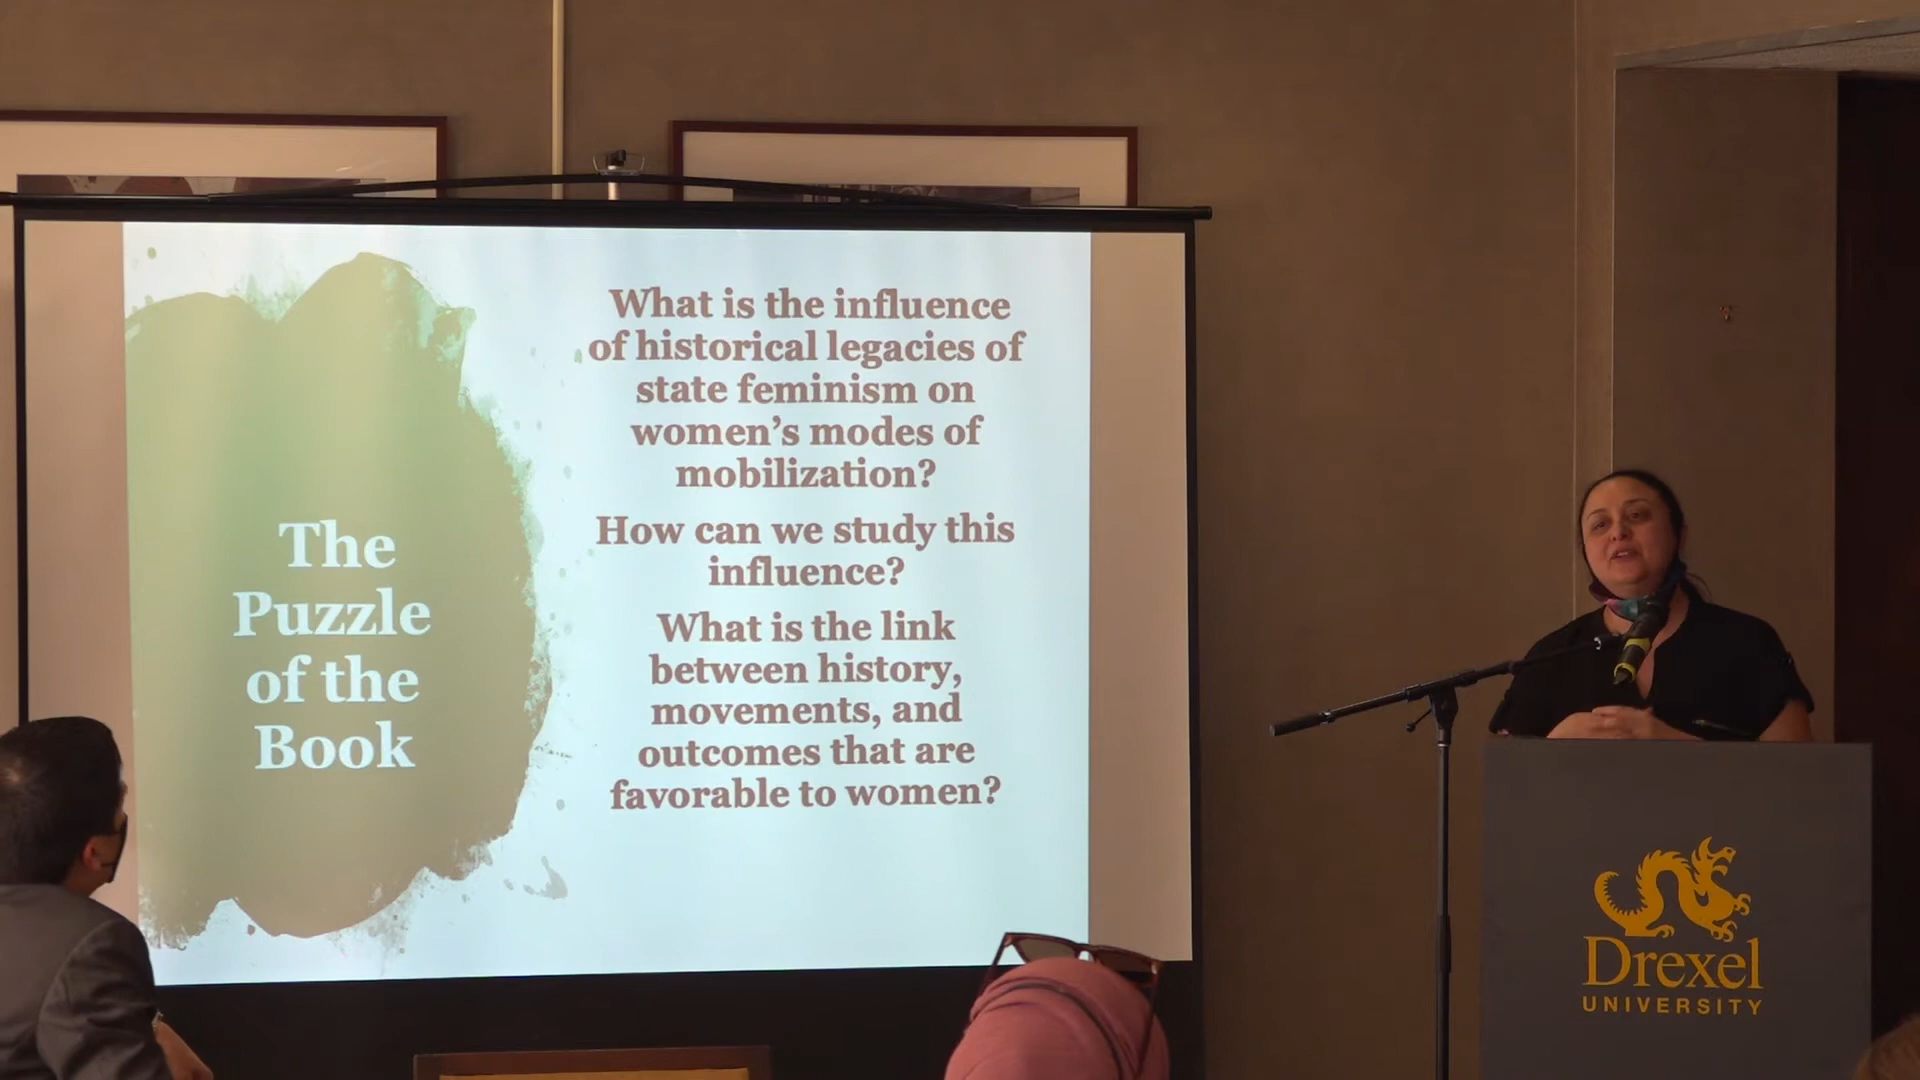 The
Puzzle
of the
Book
What is the influence
of historical legacies of
state feminism on
women's modes of
mobilization?
How can we study this
influence?
What is the link
between history,
movements, and
outcomes that are
favorable to women?
Drexel
UNIVERSITY